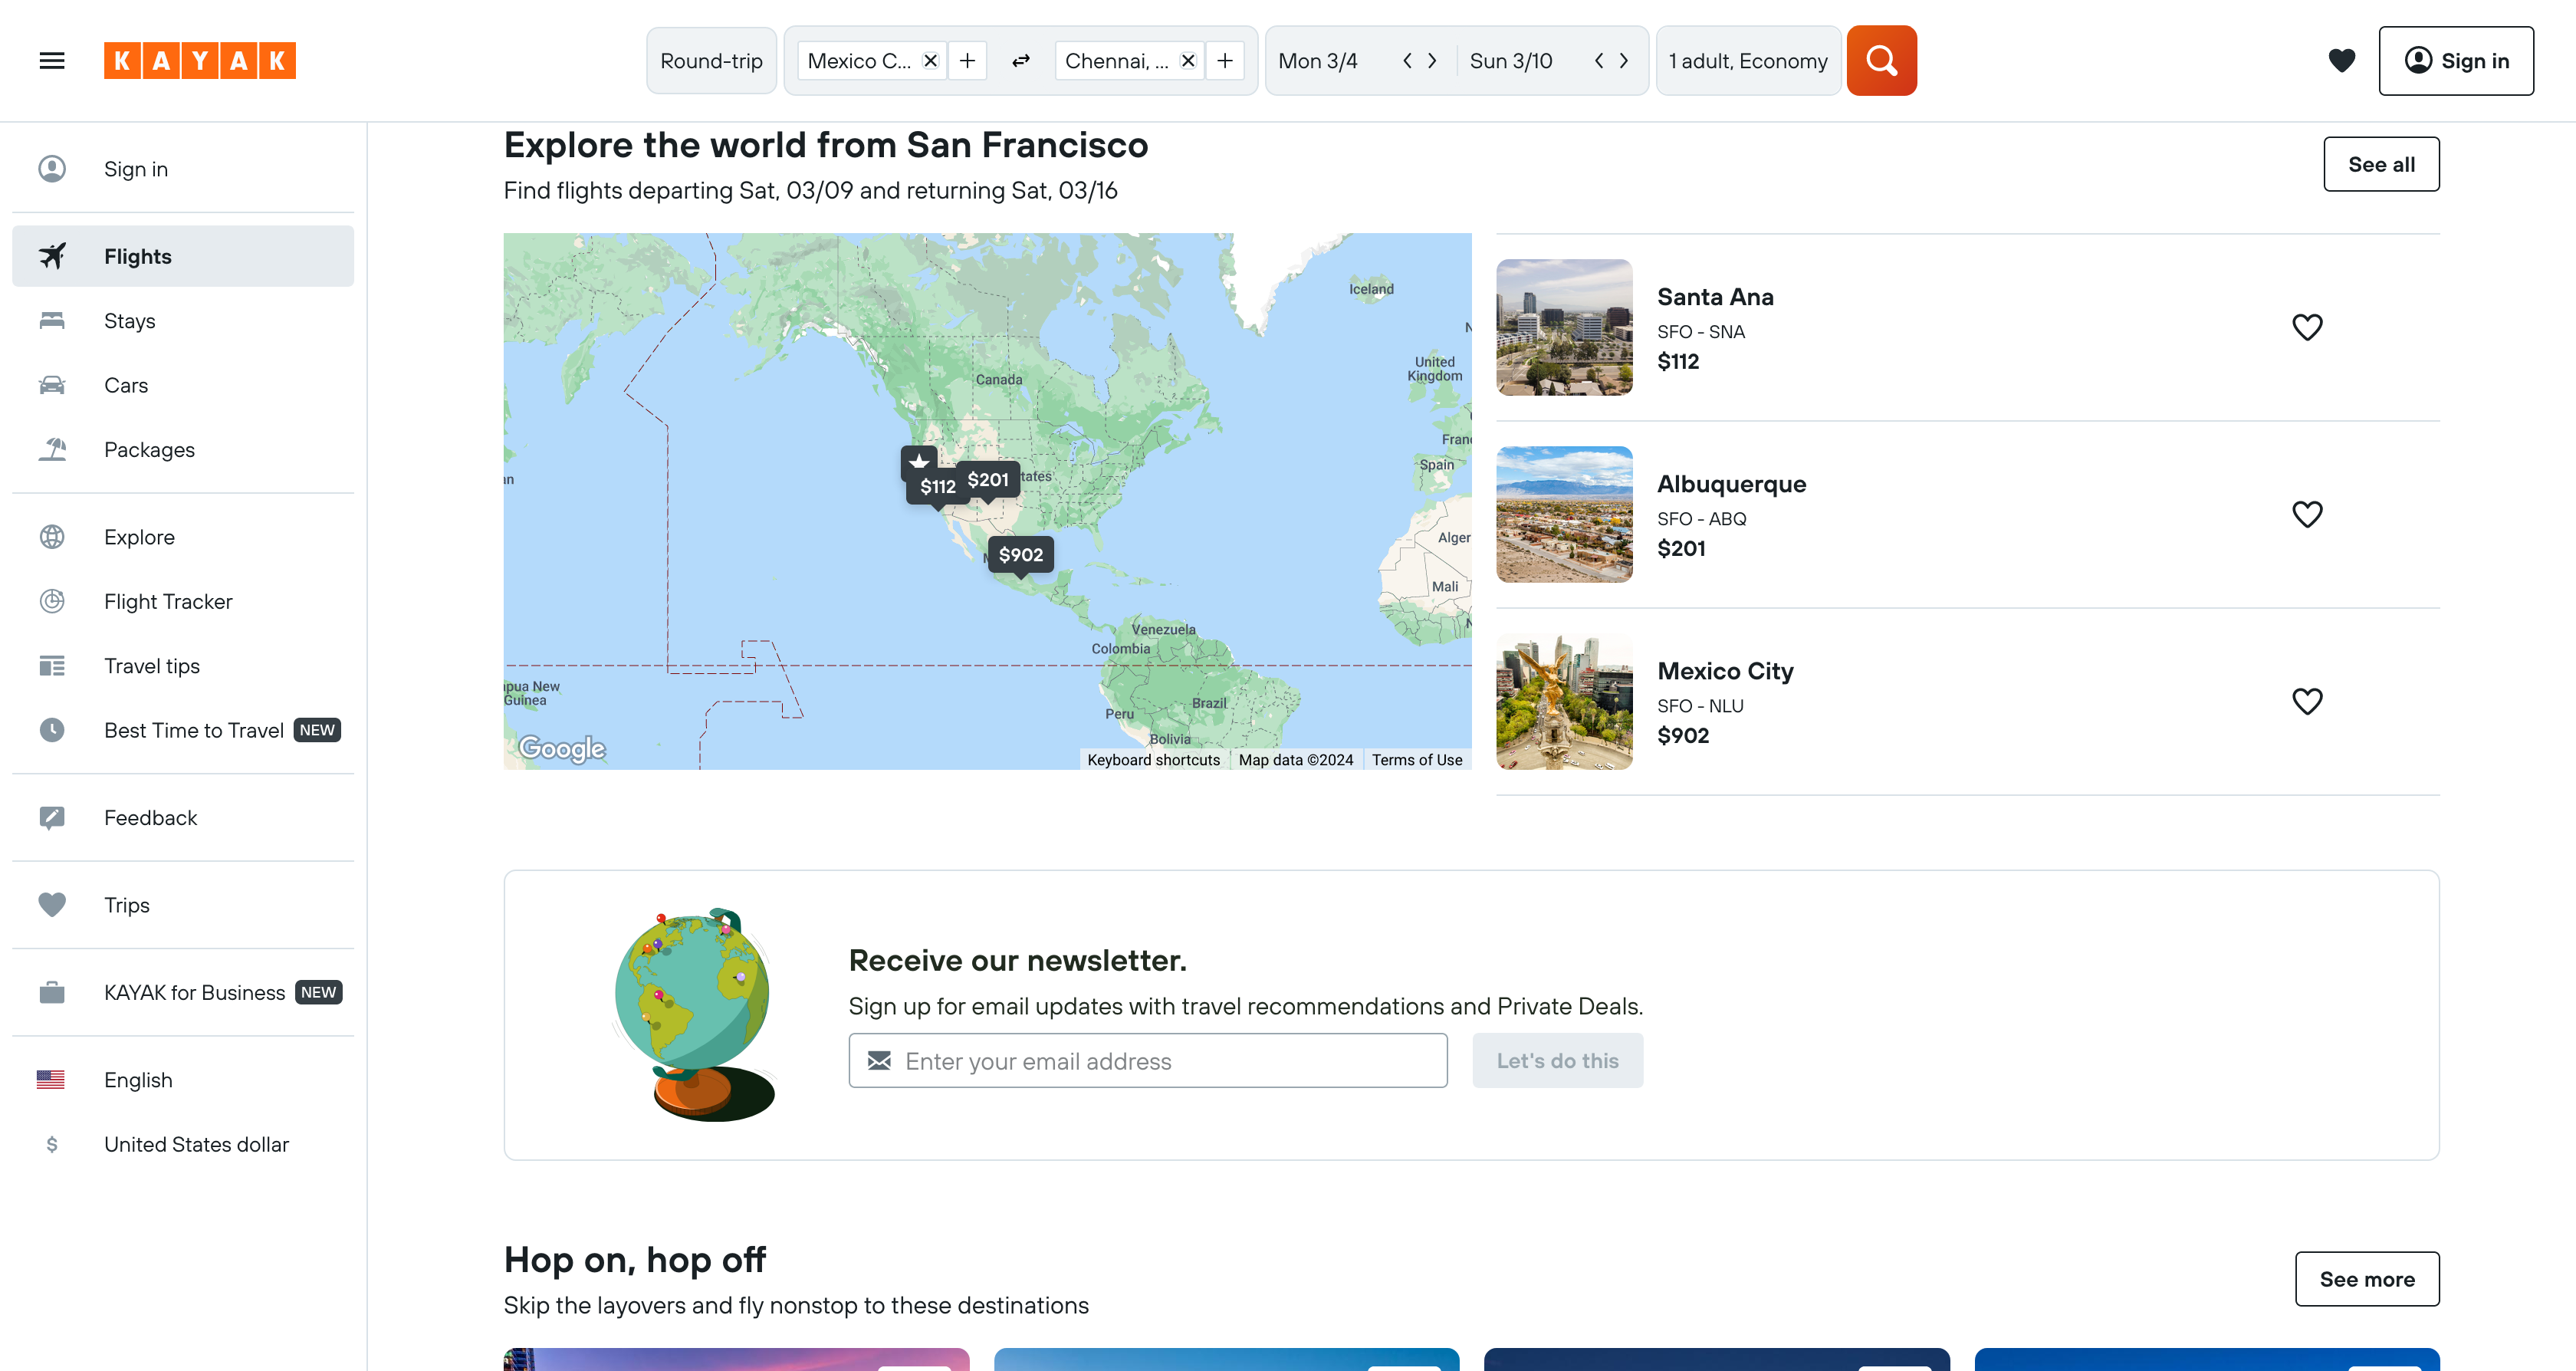 KAYAK
Round-trip
Mexico C...
Chennai, ...
Mon 3/4
Sun 3/10
1 adult, Economy
Sign in
Sign in
Flights
Stays
Cars
Packages
Explore
Flight Tracker
Travel tips
Best Time to Travel NEW
Feedback
Trips
KAYAK for Business NEW
English
$ United States dollar
Explore the world from San Francisco
Find flights departing Sat, 03/09 and returning Sat, 03/16
See all
Iceland
United
Kingdom
Canada
Spain
$112
$201
$902
Mali
Venezuela
Colombia
Guinea
Brazil
Peru
Bolivia
Google
Keyboard shortcuts
Map data ©2024
Terms of Use
Santa Ana
SFO - SNA
$112
Albuquerque
SFO - ABQ
$201
Mexico City
SFO - NLU
$902
Receive our newsletter.
Sign up for email updates with travel recommendations and Private Deals.
Enter your email address
Let's do this
Hop on, hop off
Skip the layovers and fly nonstop to these destinations
See more